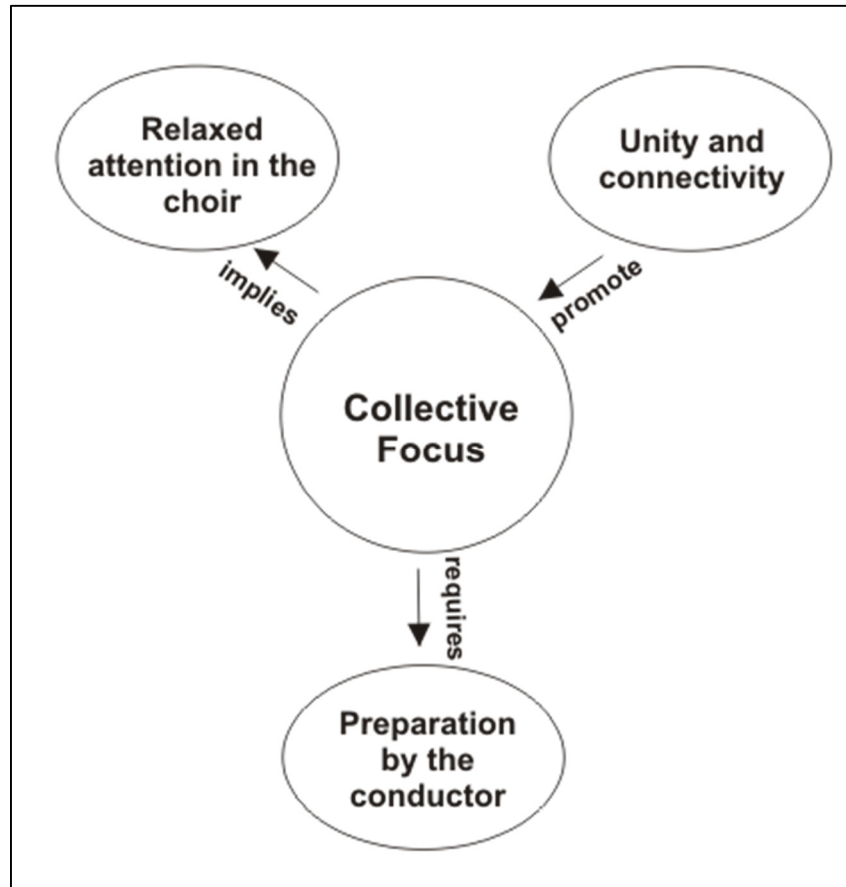 Relaxed
attention in the
choir
Unity and
connectivity
implies
promote
Collective
Focus
requires
Preparation
by the
conductor